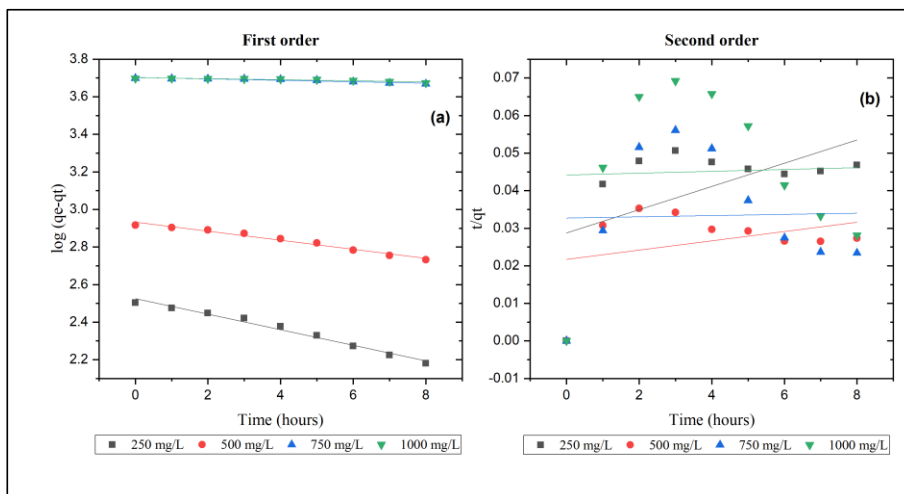 First order
3.8
3.6
3.4
3.2
3.0
2.8
2.6
2.4
2.2
log (qe-qt)
(a)
0 2 4 6 8
Time (hours)
250 mg/L 500 mg/L 750 mg/L 1000 mg/L
Second order
0.07
0.06
0.05
0.04
0.03
0.02
0.01
0.00
-0.01
t/qt
(b)
0 2 4 6 8
Time (hours)
250 mg/L 500 mg/L 750 mg/L 1000 mg/L